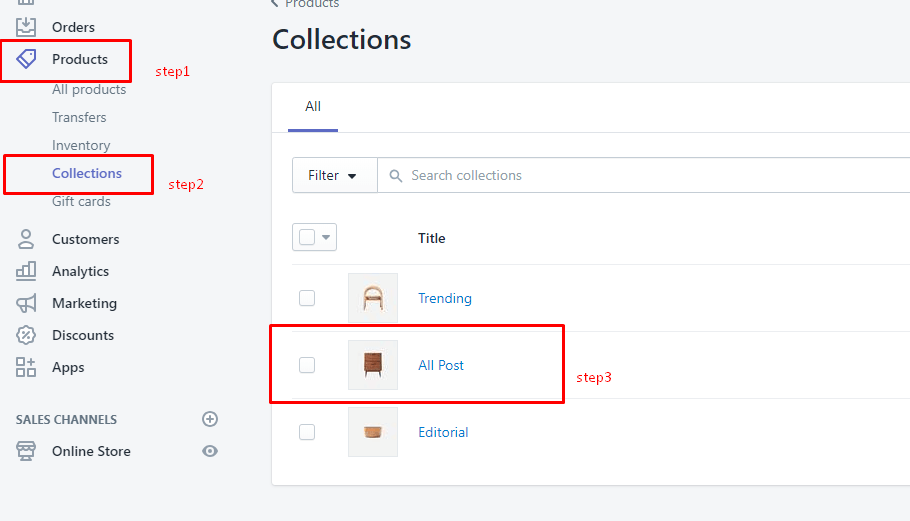 Orders
Products
step1
All products
Transfers
Inventory
Collections
step2
Gift cards
Customers
Analytics
Marketing
Discounts
Apps
SALES CHANNELS
Online Store
Products
Collections
All
Filter
Search collections
Title
Trending
All Post
step3
Editorial